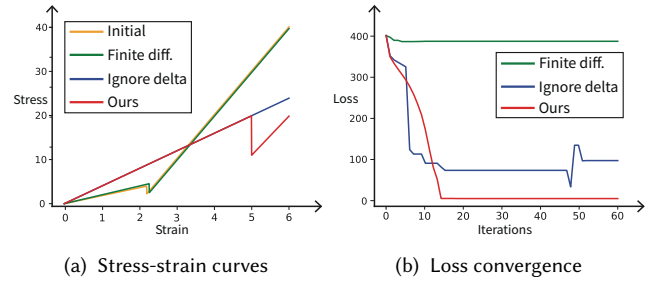 50
40
Stress
20
10
0
0 1 2 3 4 5 6
Strain
Initial
Finite diff.
Ignore delta
Ours
(a) Stress-strain curves
400
Loss
200
100
0
0 10 20 30 40 50 60
Iterations
Finite diff.
Ignore delta
Ours
(b) Loss convergence